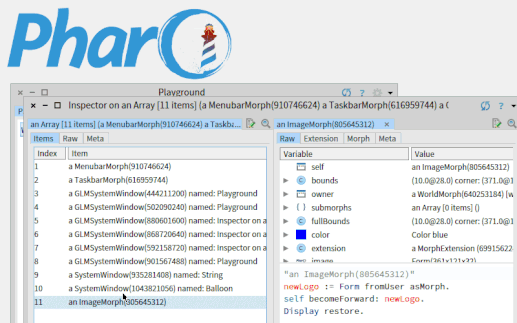 Pharo
Playground
Inspector on an Array [11 items] (a MenubarMorph(910746624) a TaskbarMorph(616959744) a G
an Array [11 items] (a MenubarMorph(910746624) a Taskb...
an ImageMorph(805645312)
Items Raw Meta
Raw Extension Morph Meta
Index Item
Variable Value
1 a MenubarMorph(910746624)
self an ImageMorph(805645312)
2 a TaskbarMorph(616959744)
bounds (10.0@28.0) corner: (371.0@1
3 a GLMSystemWindow(444211200) named: Playground
owner a WorldMorph(640253184) [w
4 a GLMSystemWindow(502090240) named: Playground
submorphs an Array [0 items] ()
5 a GLMSystemWindow(880601600) named: Inspector on a
fullBounds (10.0@28.0) corner: (371.0@1
6 a GLMSystemWindow(868720640) named: Inspector on a
color Color blue
7 a GLMSystemWindow(592158720) named: Inspector on a
extension a MorphExtension (69915622
8 a GLMSystemWindow(901567488) named: Playground
image Form(361x131x32)
9 a SystemWindow(935281408) named: String
10 a SystemWindow(1043821056) named: Balloon
11 an ImageMorph(805645312)
"an ImageMorph(805645312)"
newLogo := Form fromUser asMorph.
self becomeForward: newLogo.
Display restore.